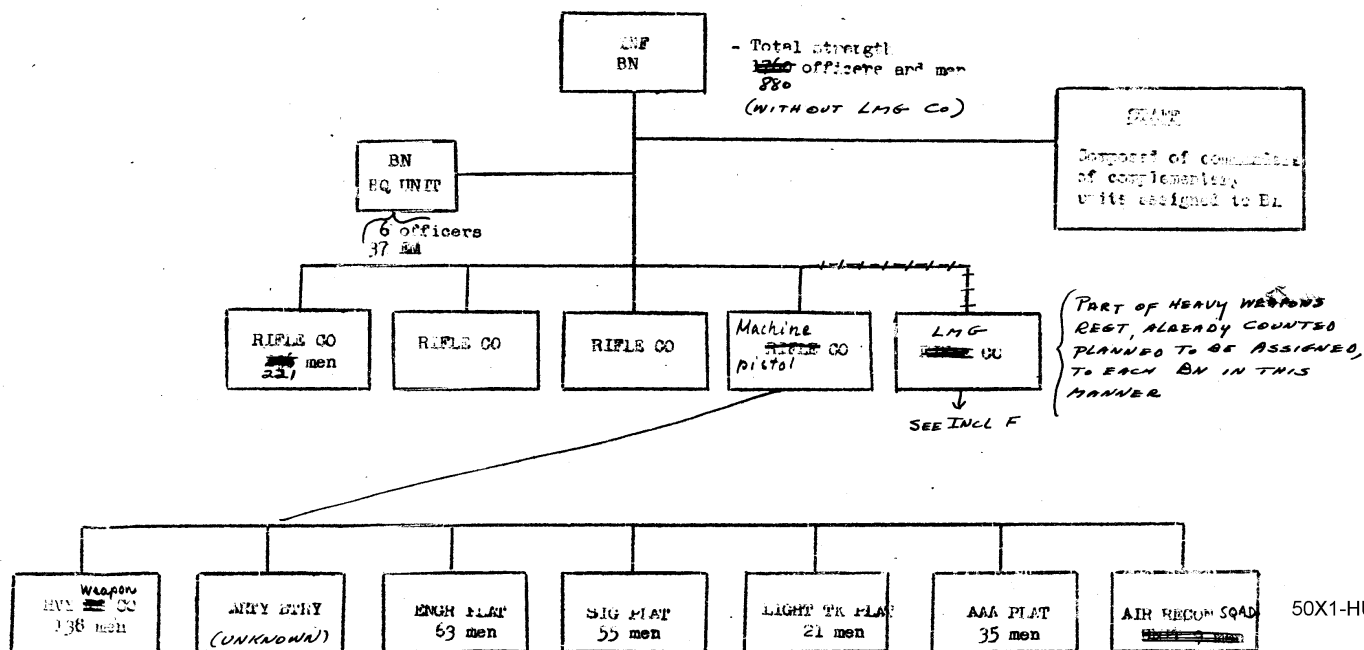 INF
BN
- Total strength
officers and men
880
(WITHOUT LMG CO)
Composed of
of complementary
units assigned to Bn
BN
HQ UNIT
6 officers
37 EM
RIFLE CO
men
221
RIFLE CO
RIFLE CO
Machine
RIFLE CO
pistol
LMG
CO
PART OF HEAVY WEAPONS
REGT, ALREADY COUNTED
PLANNED TO BE ASSIGNED,
TO EACH BN IN THIS
MANNER
SEE INCL F
Weapon
HVY CO
136 men
ARTY BTRY
(UNKNOWN)
ENGR PLAT
63 men
SIG PLAT
55 men
LIGHT TK PLAT
21 men
AAA PLAT
35 men
AIR RECON SQAD
50X1-HU